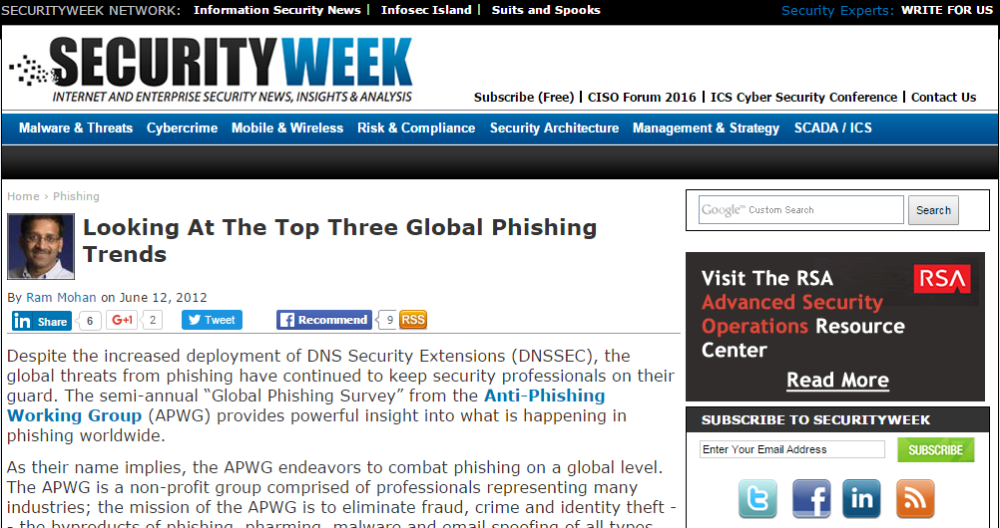 SECURITYWEEK NETWORK: Information Security News | Infosec Island | Suits and Spooks
Security Experts: WRITE FOR US
SECURITYWEEK
INTERNET AND ENTERPRISE SECURITY NEWS, INSIGHTS & ANALYSIS
Subscribe (Free) | CISO Forum 2016 | ICS Cyber Security Conference | Contact Us
Malware & Threats Cybercrime Mobile & Wireless Risk & Compliance Security Architecture Management & Strategy SCADA / ICS
Home › Phishing
Looking At The Top Three Global Phishing
Trends
By Ram Mohan on June 12, 2012
in Share 6 G+1 2 Tweet f Recommend 9 RSS
Despite the increased deployment of DNS Security Extensions (DNSSEC), the
global threats from phishing have continued to keep security professionals on their
guard. The semi-annual “Global Phishing Survey” from the Anti-Phishing
Working Group (APWG) provides powerful insight into what is happening in
phishing worldwide.
As their name implies, the APWG endeavors to combat phishing on a global level.
The APWG is a non-profit group comprised of professionals representing many
industries; the mission of the APWG is to eliminate fraud, crime and identity theft -
- the byproducts of phishing, pharming, malware and email spoofing of all types
Google™ Custom Search Search
Visit The RSA
RSA
Advanced Security
Operations Resource
Center
Read More
SUBSCRIBE TO SECURITYWEEK
Enter Your Email Address SUBSCRIBE
t f in